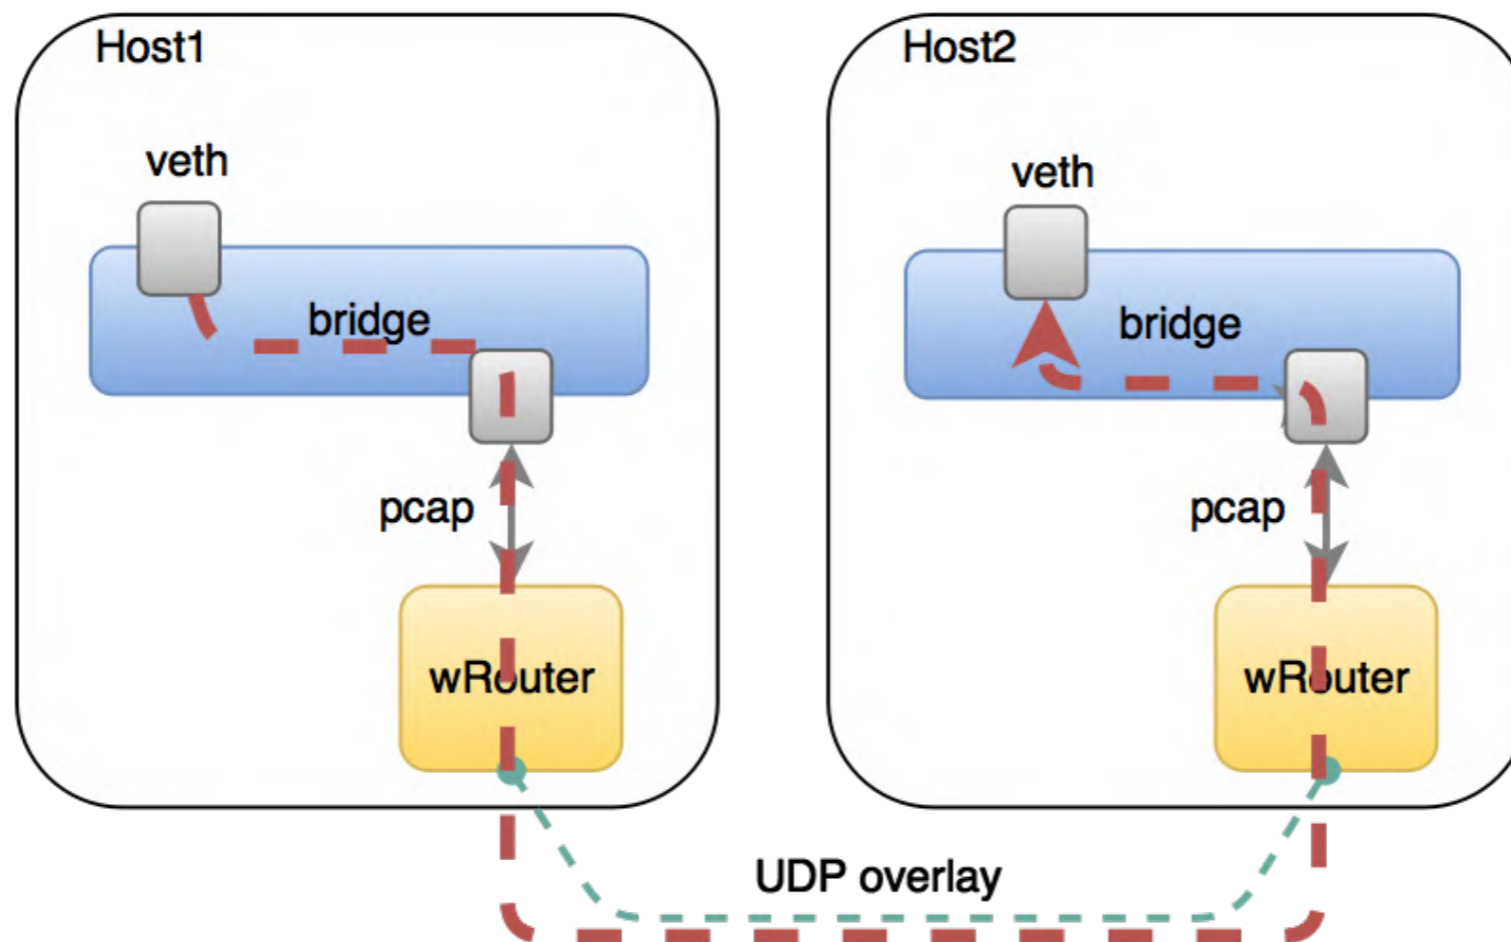 Host1
Host2
veth
veth
bridge
bridge
pcap
pcap
wRouter
wRouter
UDP overlay